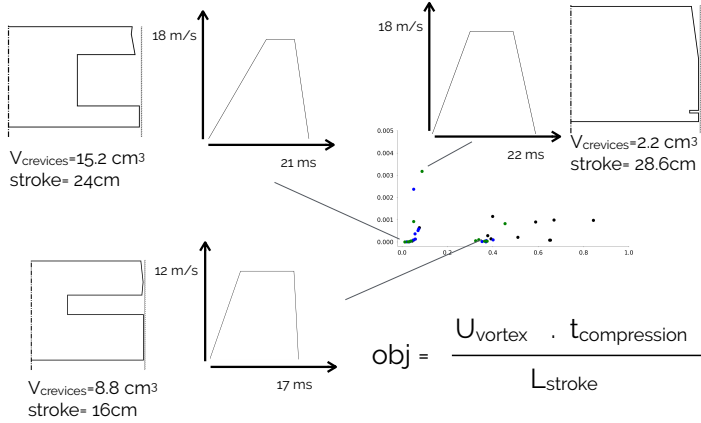 18 m/s
21 ms
Vcrevices=15.2 cm3
stroke= 24cm
18 m/s
22 ms
Vcrevices=2.2 cm3
stroke= 28.6cm
0.005
0.004
0.003
0.002
0.001
0.000
0.0 0.2 0.4 0.6 0.8 1.0
12 m/s
17 ms
Vcrevices=8.8 cm3
stroke= 16cm
obj = Uvortex . tcompression
Lstroke